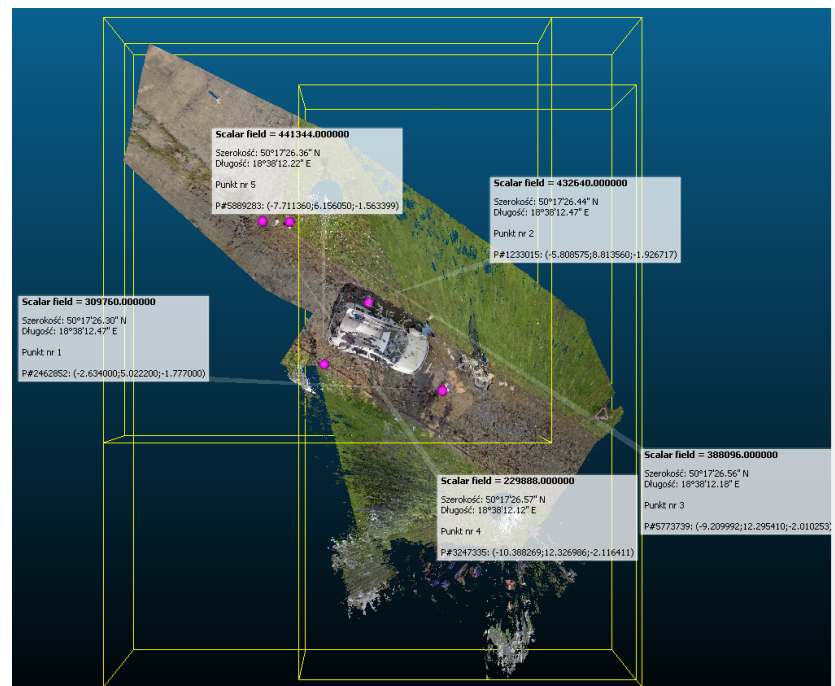 Scalar field = 441344.000000
Szerokość: 50°17'26.36" N
Długość: 18°38'12.22" E
Punkt nr 5
P#5889283: (-7.711360;6.156050;-1.563399)
Scalar field = 432640.000000
Szerokość: 50°17'26.44" N
Długość: 18°38'12.47" E
Punkt nr 2
P#1233015: (-5.808575;8.813560;-1.926717)
Scalar field = 309760.000000
Szerokość: 50°17'26.30" N
Długość: 18°38'12.47" E
Punkt nr 1
P#2462852: (-2.634000;5.022200;-1.777000)
Scalar field = 388096.000000
Szerokość: 50°17'26.56" N
Długość: 18°38'12.18" E
Punkt nr 3
P#5773739: (-9.209992;12.295410;-2.010253)
Scalar field = 229888.000000
Szerokość: 50°17'26.57" N
Długość: 18°38'12.12" E
Punkt nr 4
P#3247335: (-10.388269;12.326986;-2.116411)